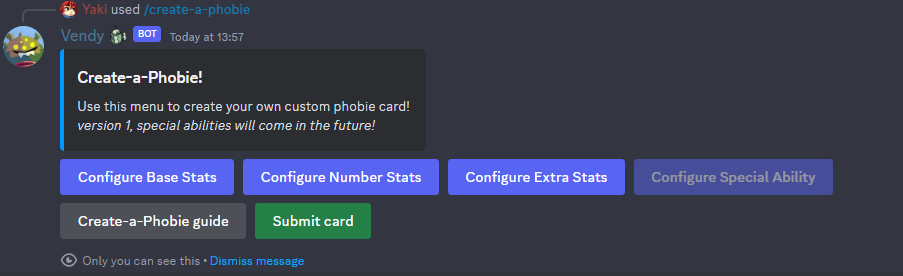 Yaki used /create-a-phobie
Vendy BOT Today at 13:57
Create-a-Phobie!
Use this menu to create your own custom phobie card!
version 1, special abilities will come in the future!
Configure Base Stats Configure Number Stats Configure Extra Stats Configure Special Ability
Create-a-Phobie guide Submit card
Only you can see this • Dismiss message